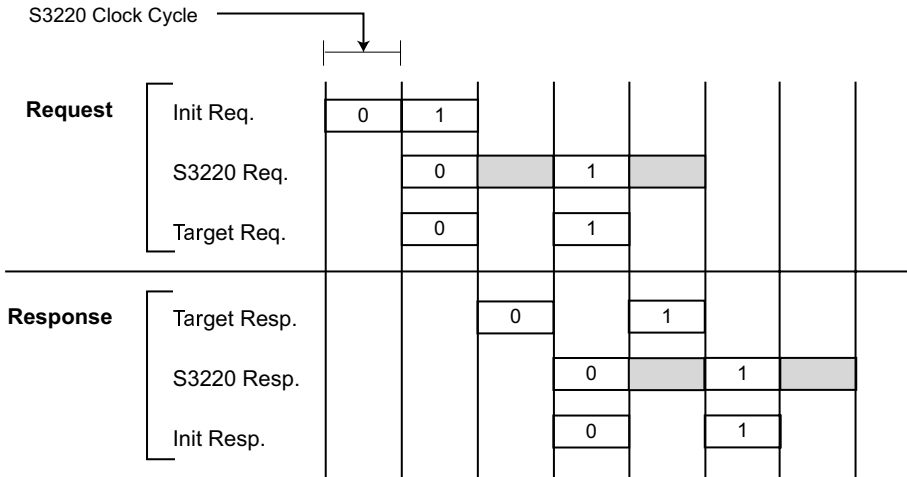 S3220 Clock Cycle
Request
Init Req. 0 1
S3220 Req. 0 1
Target Req. 0 1
Response
Target Resp. 0 1
S3220 Resp. 0 1
Init Resp. 0 1